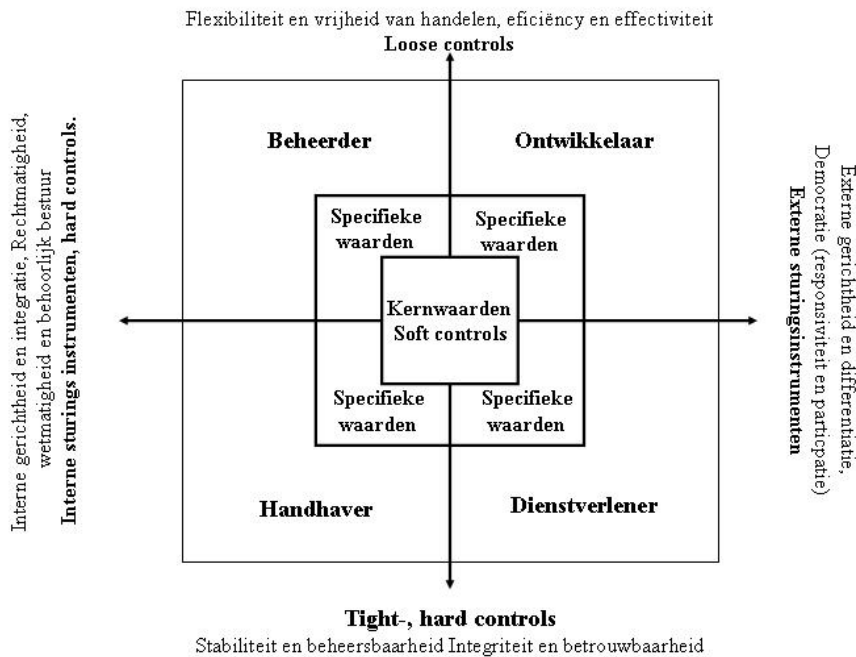 Flexibiliteit en vrijheid van handelen, eficiëncy en effectiviteit
Loose controls
Interne gerichtheid en integratie, Rechtmatigheid,
wetmatigheid en behoorlijk bestuur
Interne sturings instrumenten, hard controls.
Beheerder
Ontwikkelaar
Specifieke
waarden
Specifieke
waarden
Kernwaarden
Soft controls
Specifieke
waarden
Specifieke
waarden
Handhaver
Dienstverlener
Externe gerichtheid en differentiatie,
Democratie (responsiviteit en particpatie)
Externe sturingsinstrumenten
Tight-, hard controls
Stabiliteit en beheersbaarheid Integriteit en betrouwbaarheid